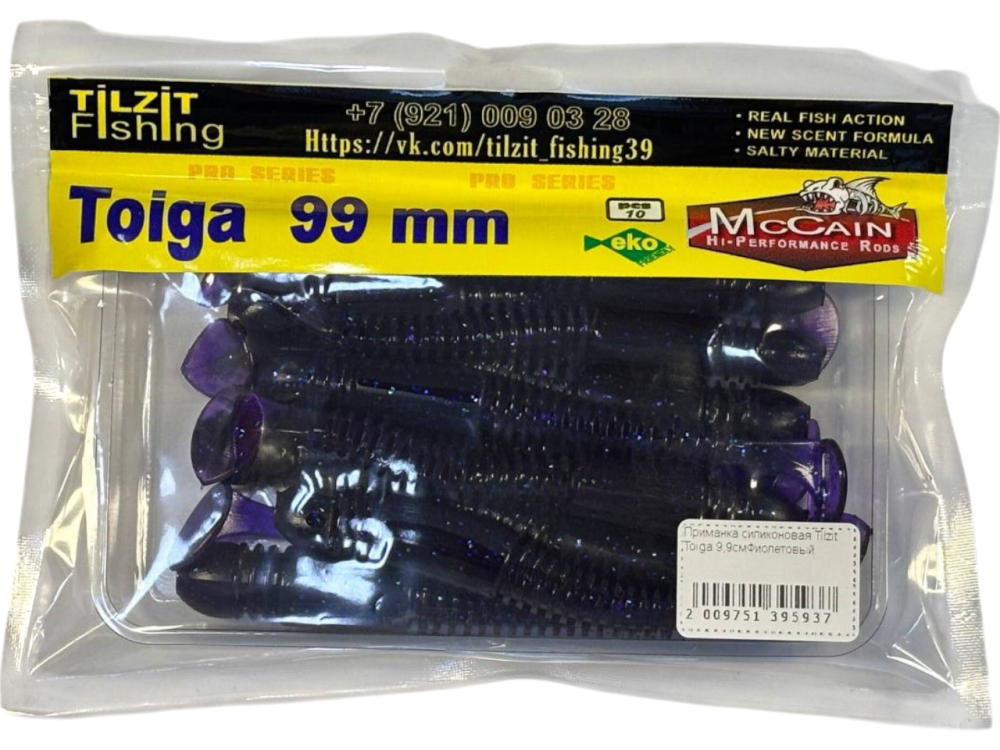 TiLZiT
Fishing
+7 (921) 009 03 28
Https://vk.com/tilzit_fishing39
• REAL FISH ACTION
• NEW SCENT FORMULA
• SALTY MATERIAL
PRO SERIES
PRO SERIES
Toiga 99 mm
pcs
10
eko
McCain
Hi-Performance Rods
Приманка силиконовая Tilzit
Toiga 9,9смФиолетовый
2 009751 395937